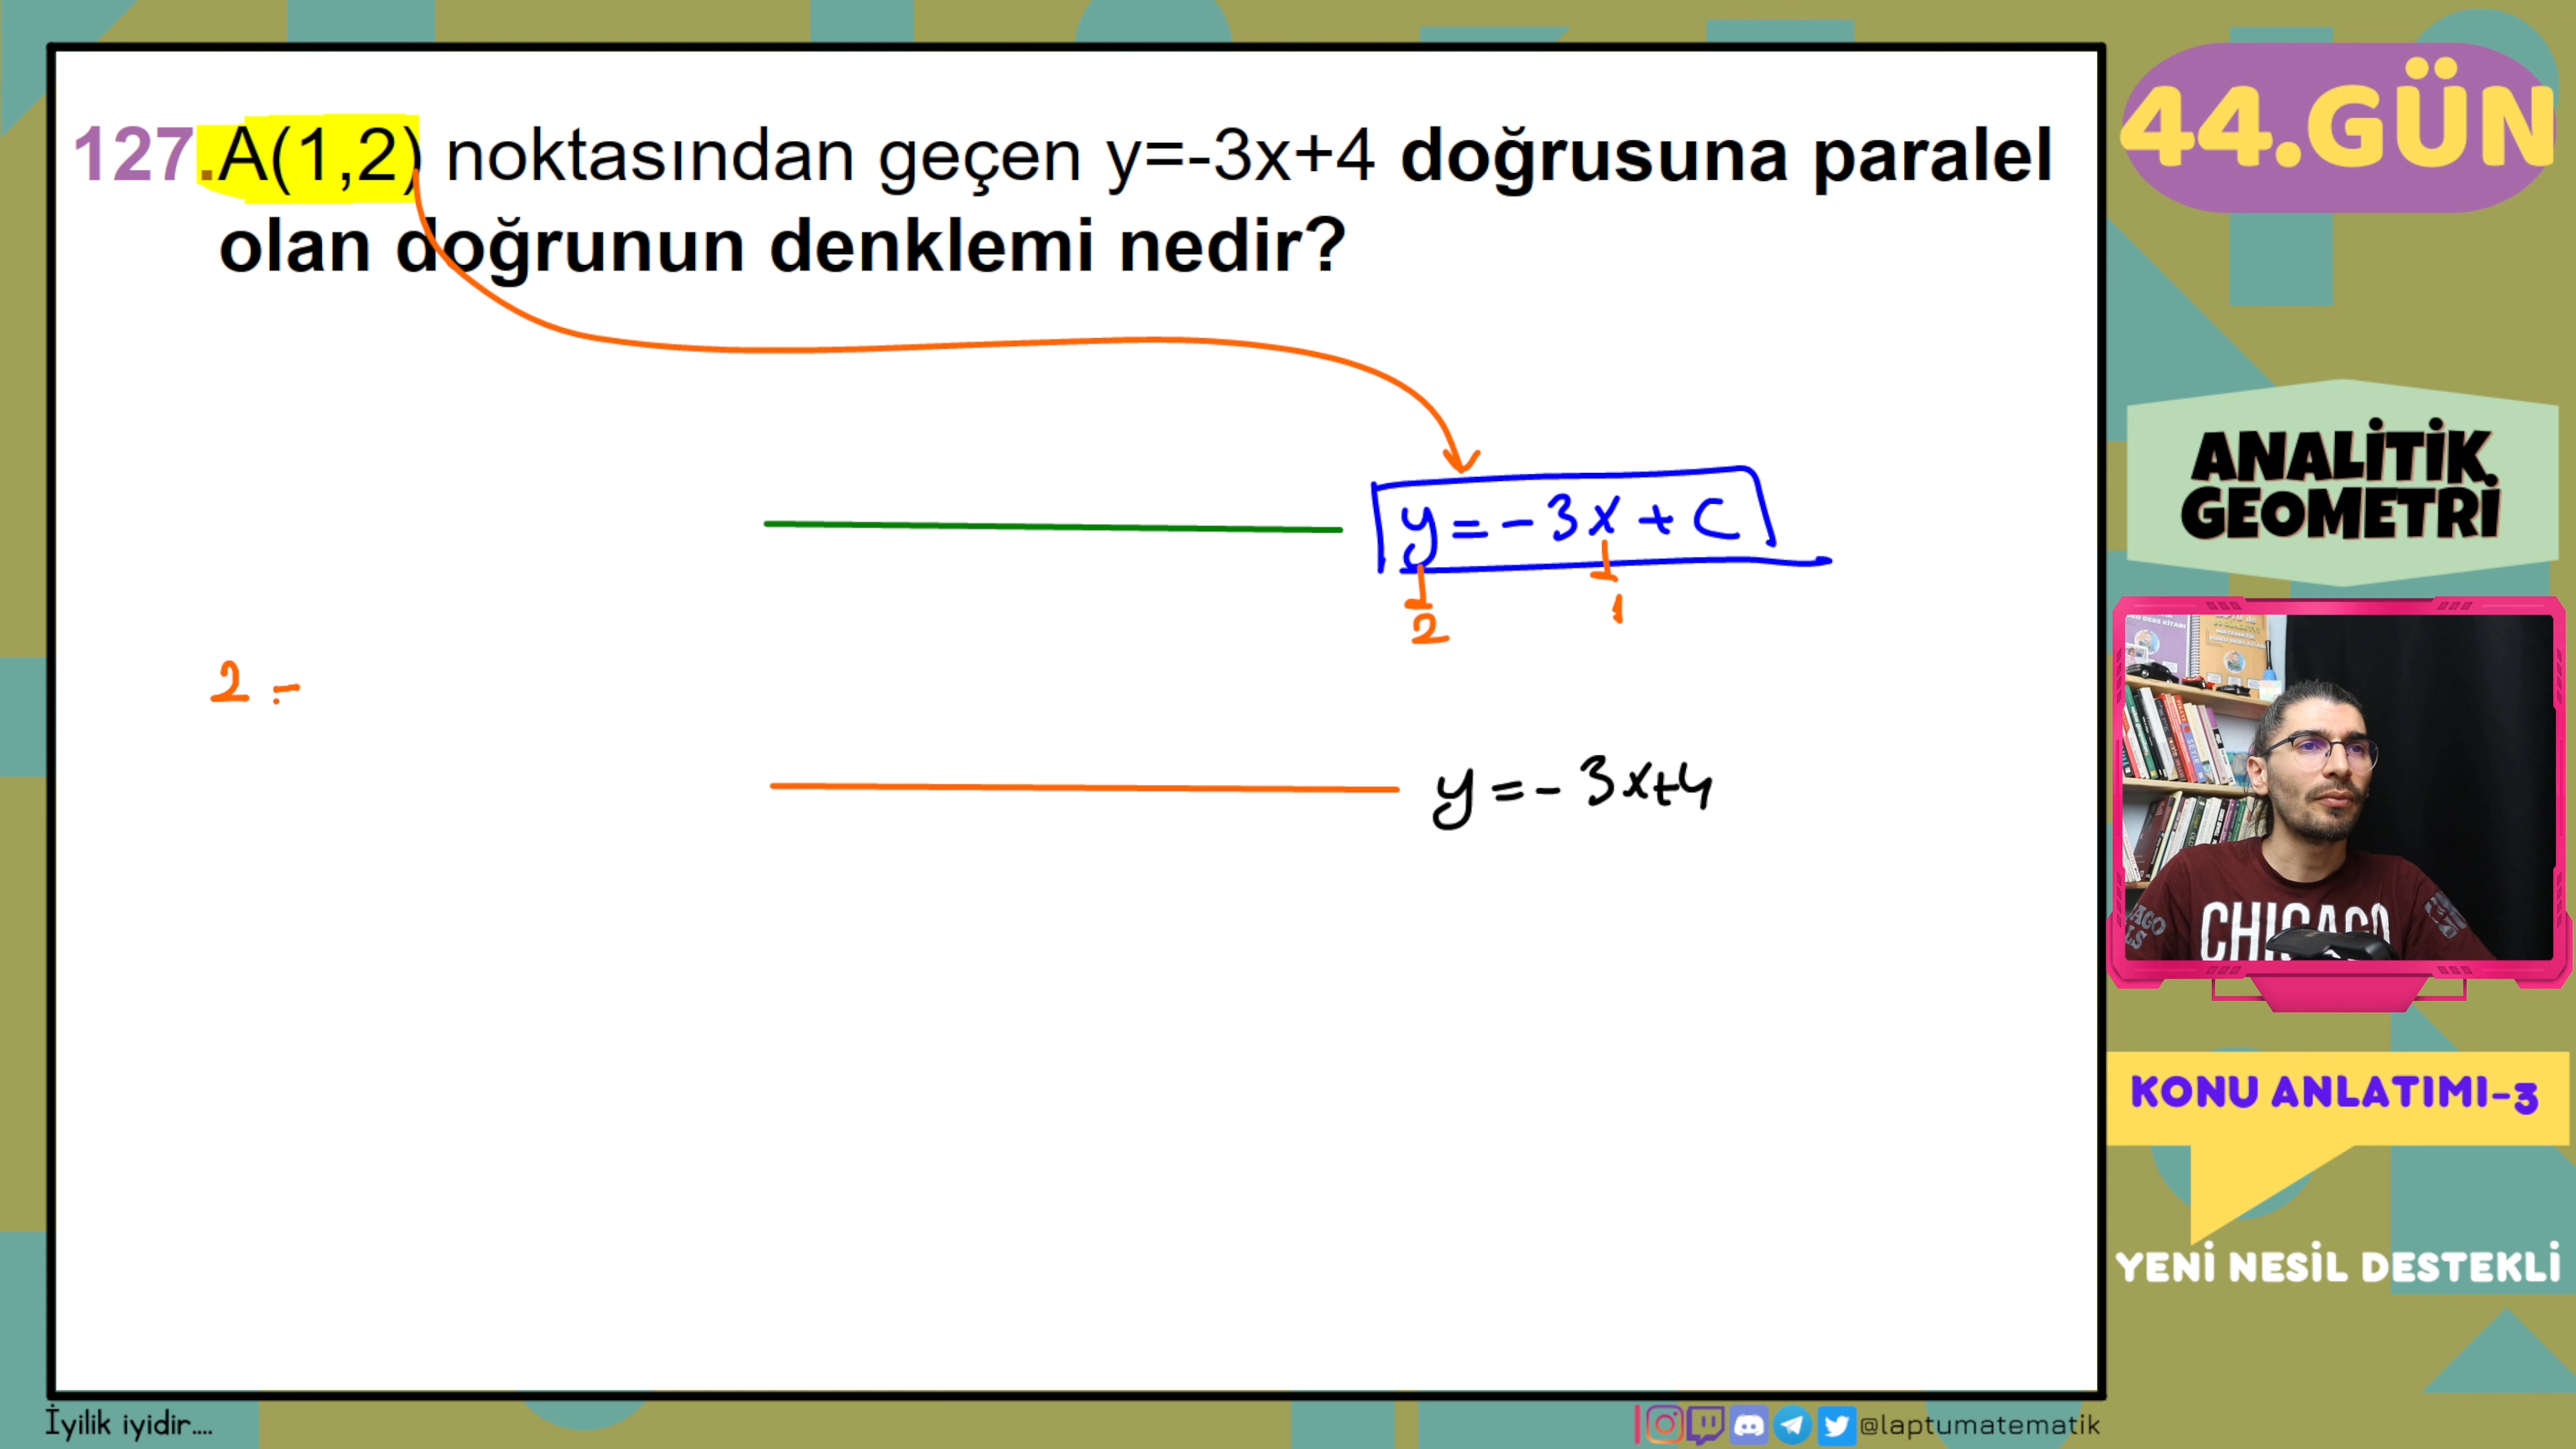 127.A(1,2) noktasından geçen y=-3x+4 doğrusuna paralel
olan doğrunun denklemi nedir?
y = -3x + C
2
1
2 =
y = -3x+4
44.GÜN
ANALİTİK
GEOMETRİ
CHICAGO
KONU ANLATIMI-3
YENİ NESİL DESTEKLİ
İyilik iyidir....
@laptumatematik